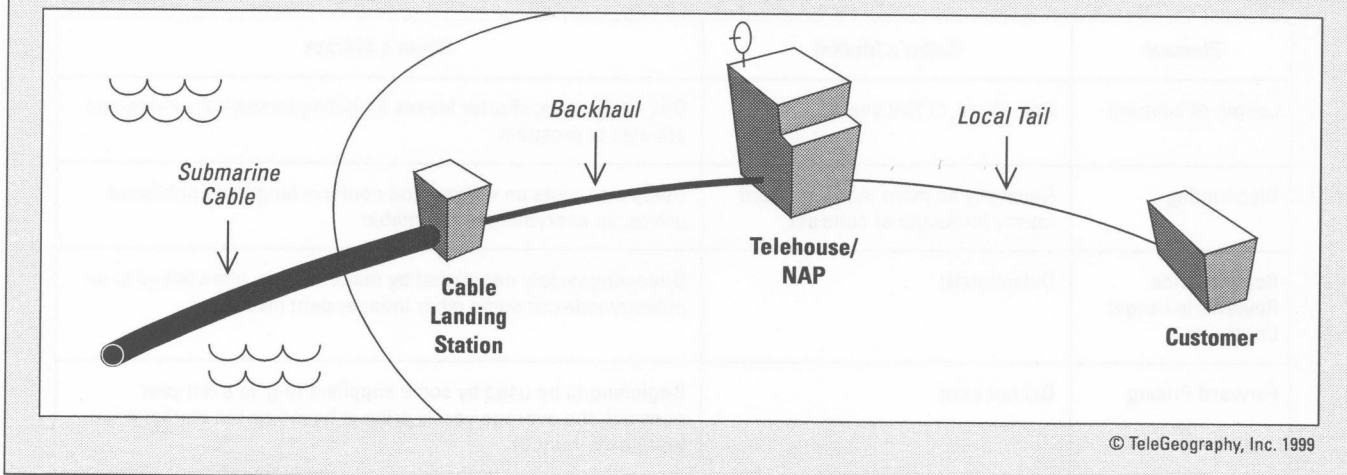 Submarine
Cable
Backhaul
Local Tail
Cable
Landing
Station
Telehouse/
NAP
Customer
© TeleGeography, Inc. 1999